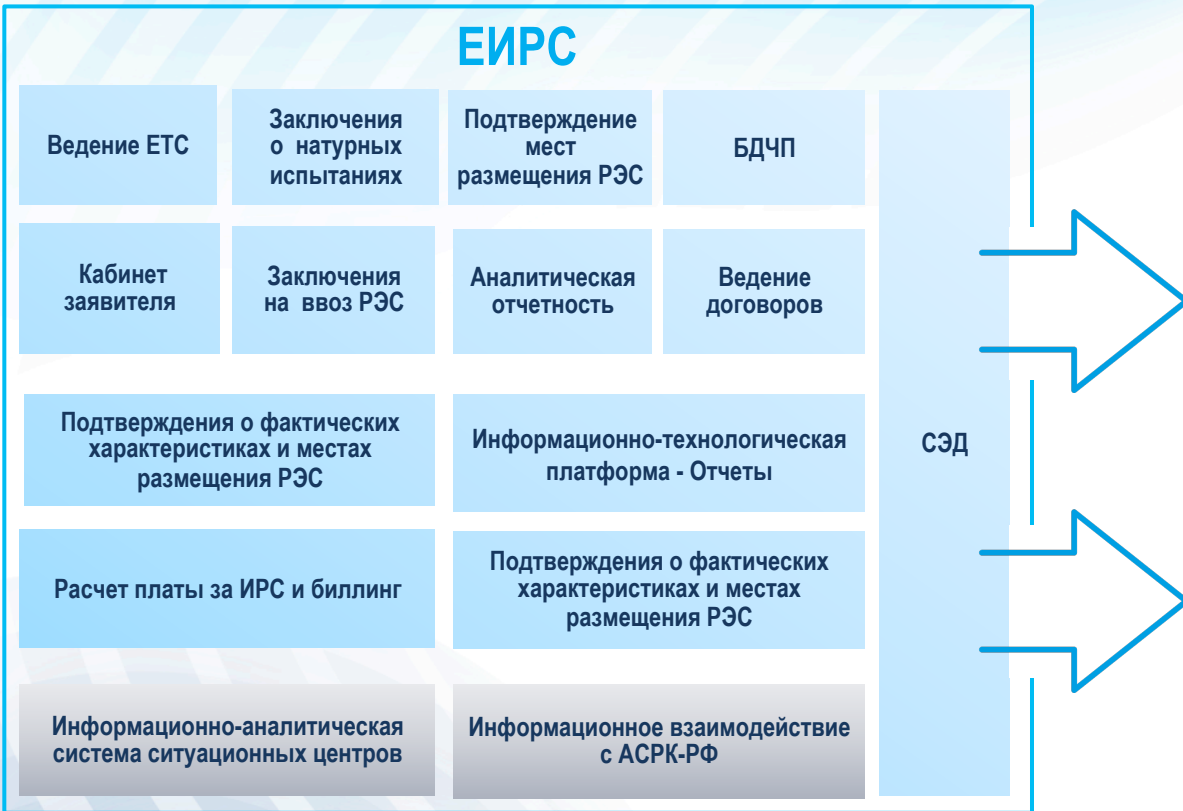 ЕИРС
Ведение ЕТС
Заключения
о натурных
испытаниях
Подтверждение
мест
размещения РЭС
БДЧП
Кабинет
заявителя
Заключения
на ввоз РЭС
Аналитическая
отчетность
Ведение
договоров
Подтверждения о фактических
характеристиках и местах
размещения РЭС
Информационно-технологическая
платформа - Отчеты
СЭД
Расчет платы за ИРС и биллинг
Подтверждения о фактических
характеристиках и местах
размещения РЭС
Информационно-аналитическая
система ситуационных центров
Информационное взаимодействие
с АСРК-РФ